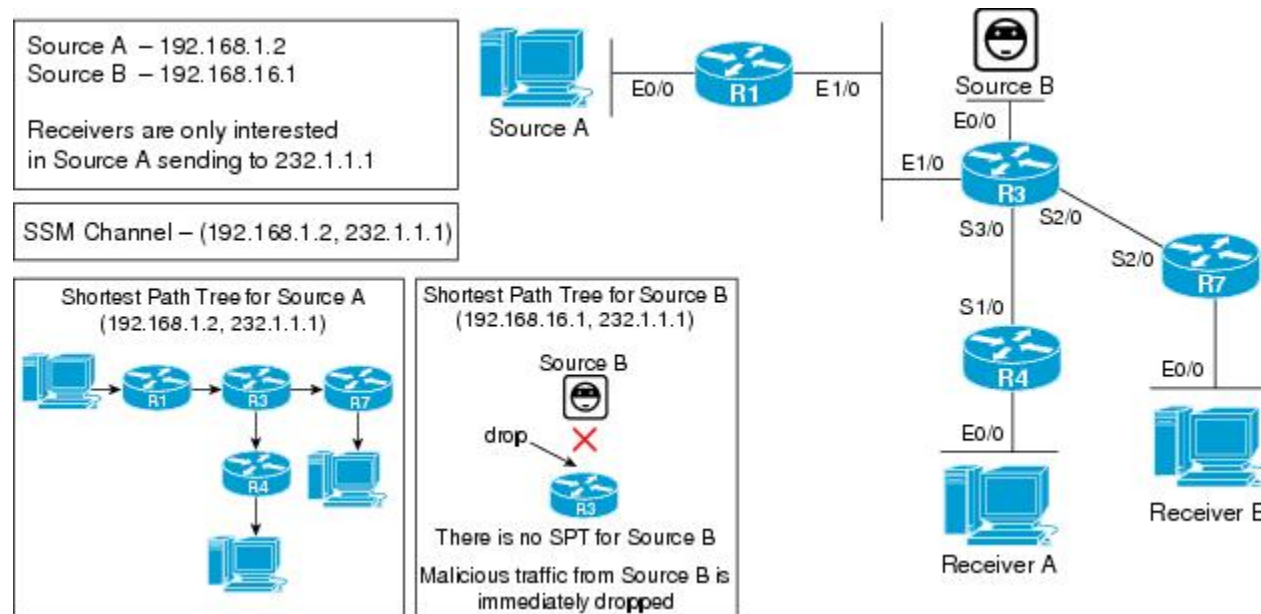 Source A – 192.168.1.2
Source B – 192.168.16.1
Receivers are only interested
in Source A sending to 232.1.1.1
SSM Channel – (192.168.1.2, 232.1.1.1)
Shortest Path Tree for Source A
(192.168.1.2, 232.1.1.1)
R1
R3
R7
R4
Shortest Path Tree for Source B
(192.168.16.1, 232.1.1.1)
Source B
drop
R3
There is no SPT for Source B
Malicious traffic from Source B is
immediately dropped
Source A
E0/0
R1
E1/0
Source B
E0/0
E1/0
R3
S3/0
S2/0
S2/0
R7
S1/0
R4
E0/0
E0/0
Receiver A
Receiver B